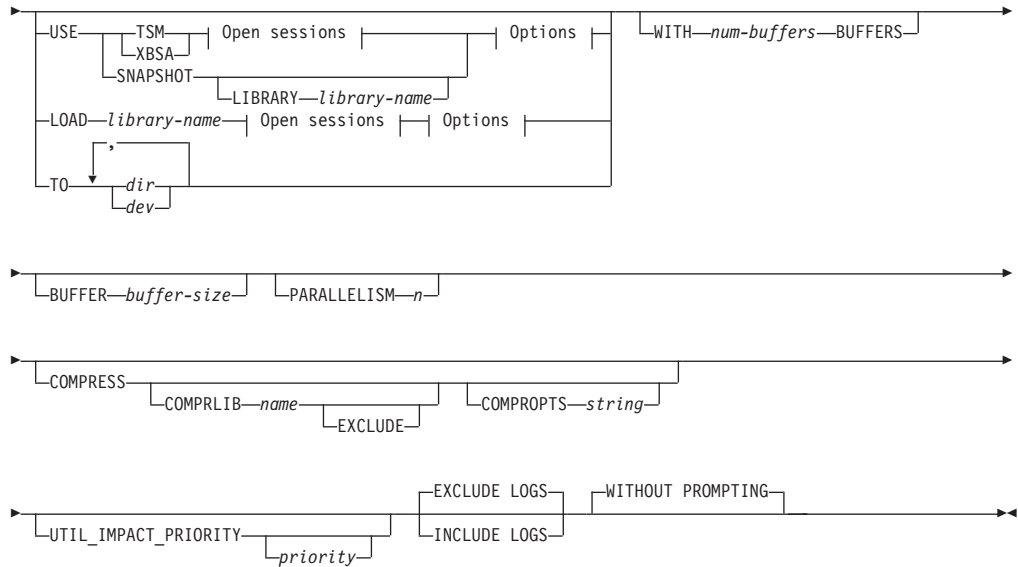 USE TSM Open sessions Options WITH num-buffers BUFFERS
XBSA
SNAPSHOT
LIBRARY library-name
LOAD library-name Open sessions Options
,
TO dir
dev
BUFFER buffer-size PARALLELISM n
COMPRESS
COMPRLIB name COMPROPTS string
EXCLUDE
EXCLUDE LOGS WITHOUT PROMPTING
UTIL_IMPACT_PRIORITY INCLUDE LOGS
priority